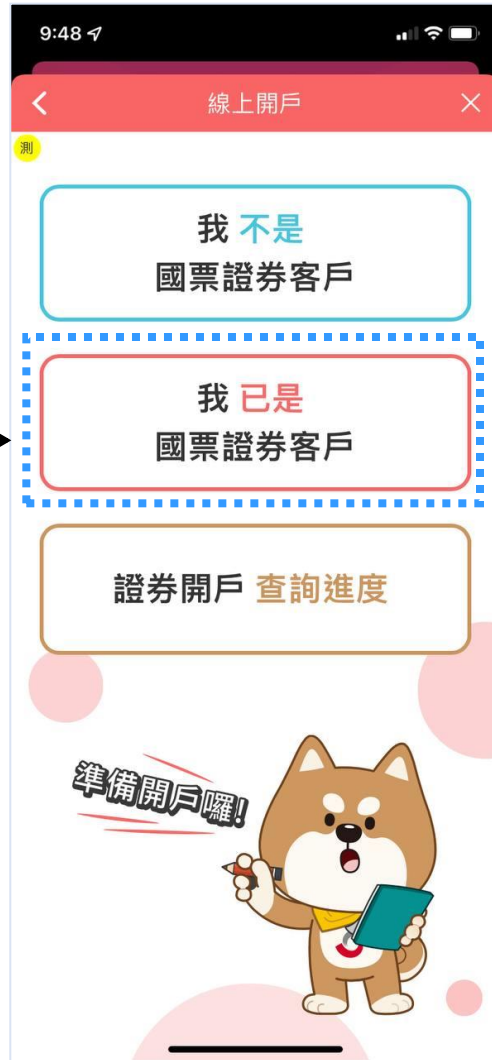 9:48
線上開戶
測
我 不是
國票證券客戶
我 已是
國票證券客戶
證券開戶 查詢進度
準備開戶囉!